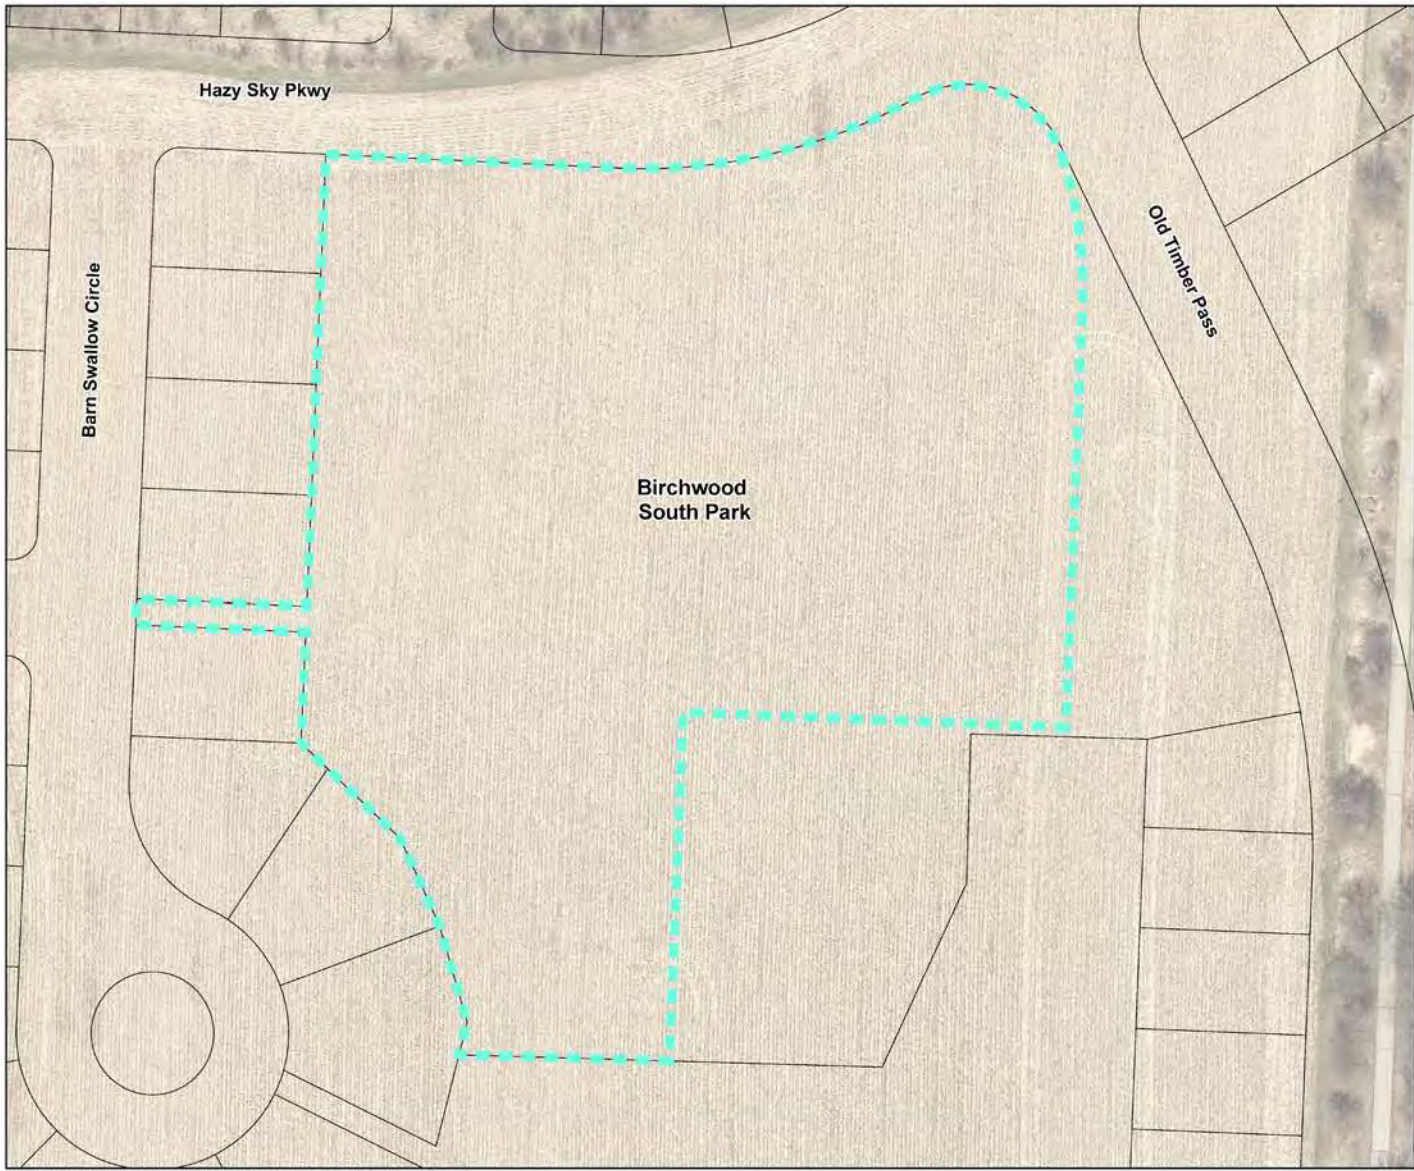 Hazy Sky Pkwy
Old Timber Pass
Barn Swallow Circle
Birchwood
South Park